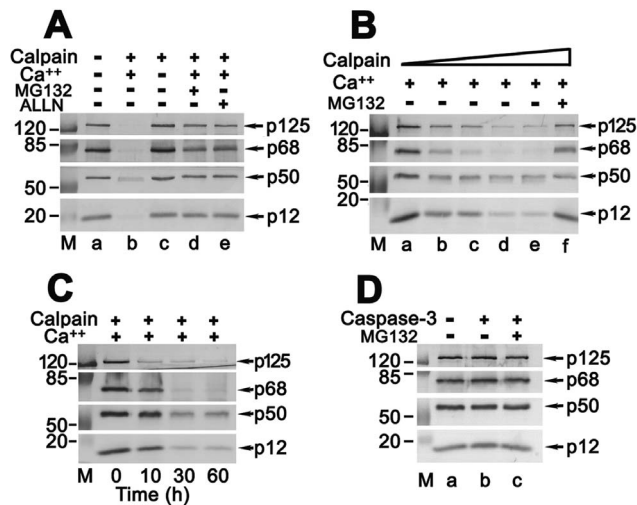 A
Calpain - + + + +
Ca++ - + - + +
MG132 - - - + -
ALLN - - - - +
120 p125
85 p68
50 p50
20 p12
M a b c d e
B
Calpain
Ca++ + + + + + +
MG132 - - - - - +
120 p125
85 p68
50 p50
20 p12
M a b c d e f
C
Calpain + + + +
Ca++ + + + +
120 p125
85 p68
50 p50
20 p12
M 0 10 30 60
Time (h)
D
Caspase-3 - + +
MG132 - - +
120 p125
85 p68
50 p50
20 p12
M a b c